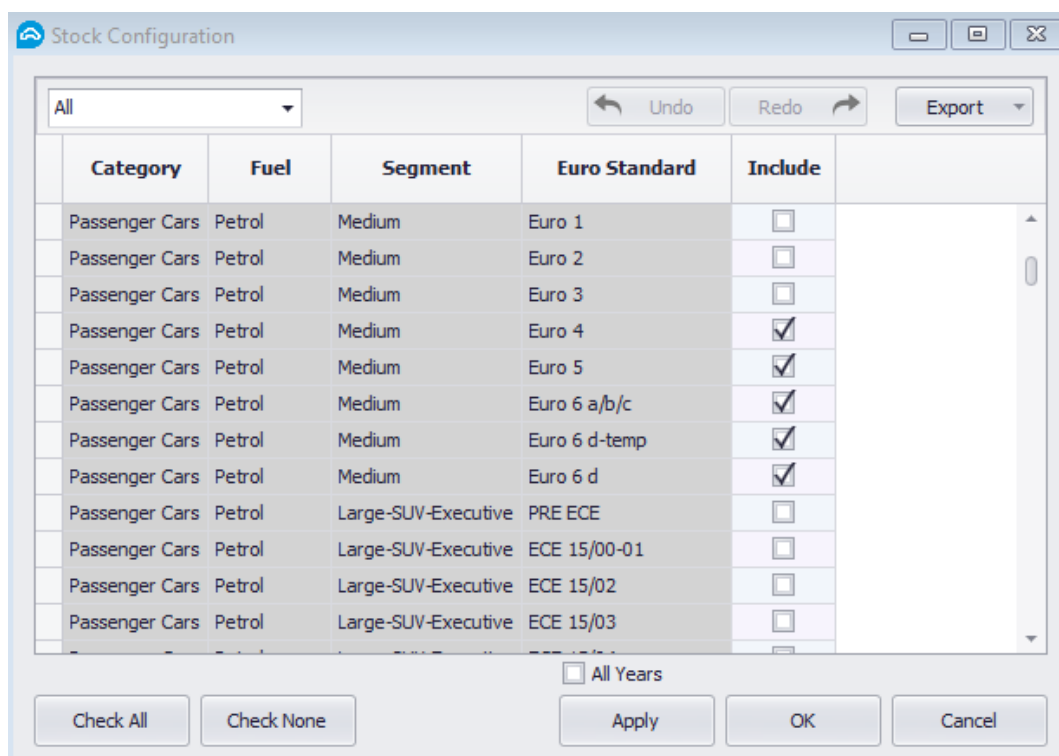 Stock Configuration
All Undo Redo Export
Category Fuel Segment Euro Standard Include
Passenger Cars Petrol Medium Euro 1
Passenger Cars Petrol Medium Euro 2
Passenger Cars Petrol Medium Euro 3
Passenger Cars Petrol Medium Euro 4
Passenger Cars Petrol Medium Euro 5
Passenger Cars Petrol Medium Euro 6 a/b/c
Passenger Cars Petrol Medium Euro 6 d-temp
Passenger Cars Petrol Medium Euro 6 d
Passenger Cars Petrol Large-SUV-Executive PRE ECE
Passenger Cars Petrol Large-SUV-Executive ECE 15/00-01
Passenger Cars Petrol Large-SUV-Executive ECE 15/02
Passenger Cars Petrol Large-SUV-Executive ECE 15/03
All Years
Check All Check None Apply OK Cancel